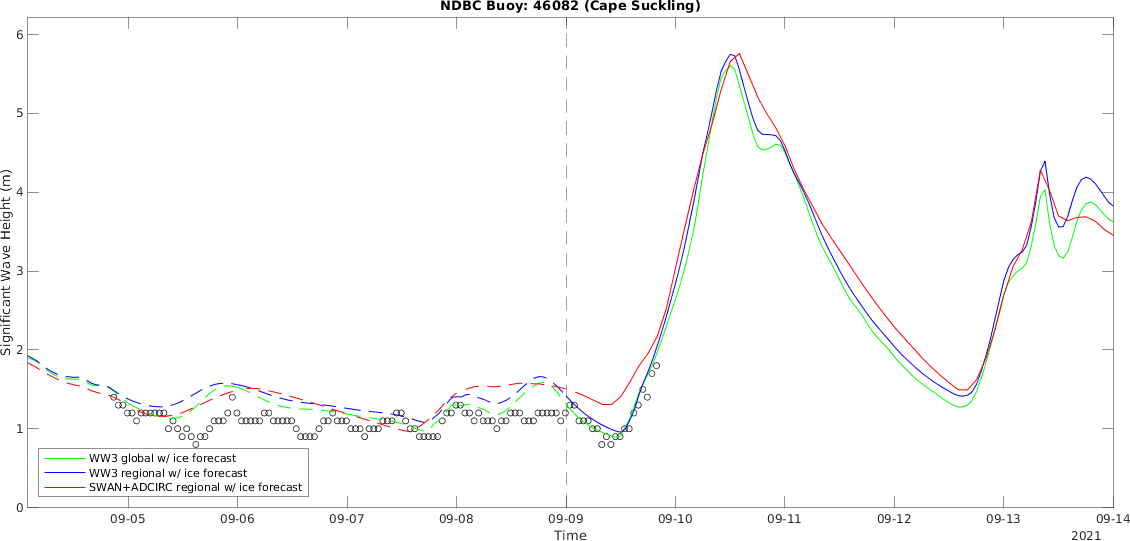 NDBC Buoy: 46082 (Cape Suckling)
Significant Wave Height (m)
6
5
4
3
2
1
0
WW3 global w/ ice forecast
WW3 regional w/ ice forecast
SWAN+ADCIRC regional w/ ice forecast
09-05 09-06 09-07 09-08 09-09 09-10 09-11 09-12 09-13 09-14
Time
2021